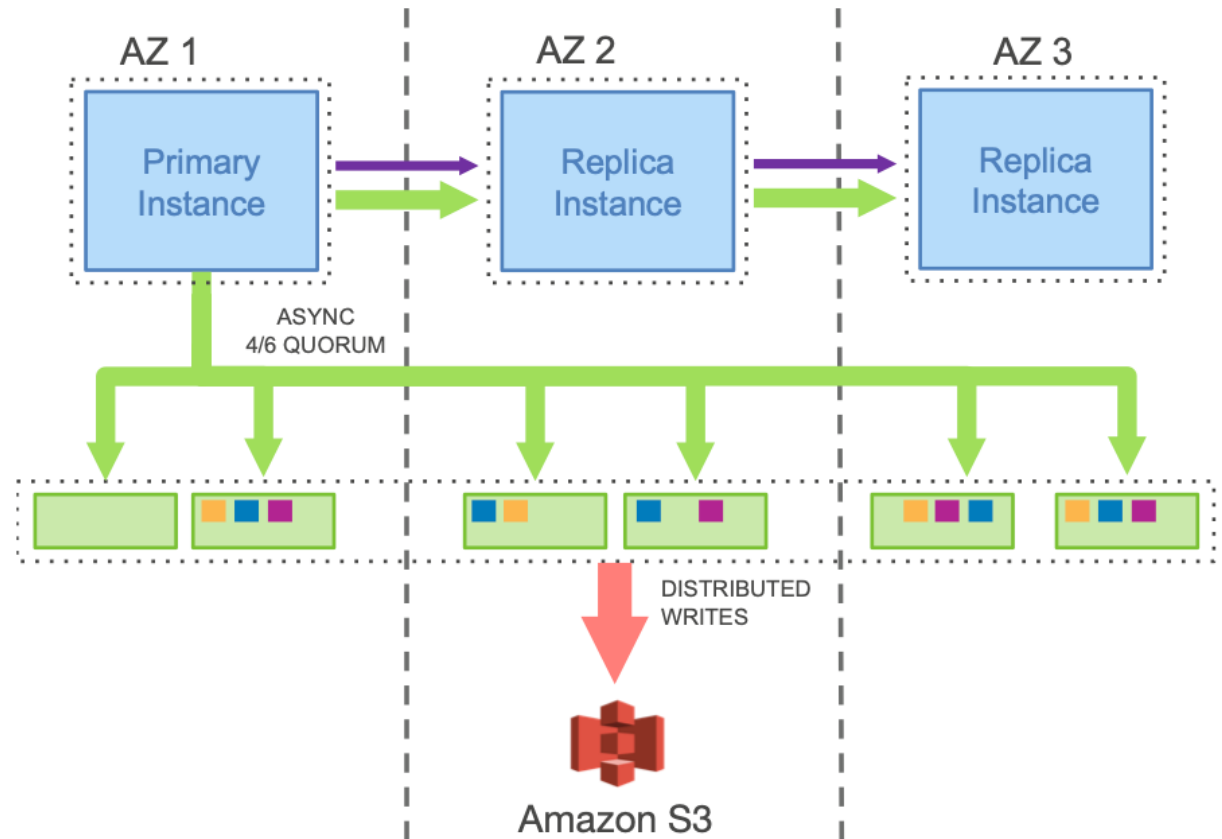 AZ 1
AZ 2
AZ 3
Primary
Instance
Replica
Instance
Replica
Instance
ASYNC
4/6 QUORUM
DISTRIBUTED
WRITES
Amazon S3